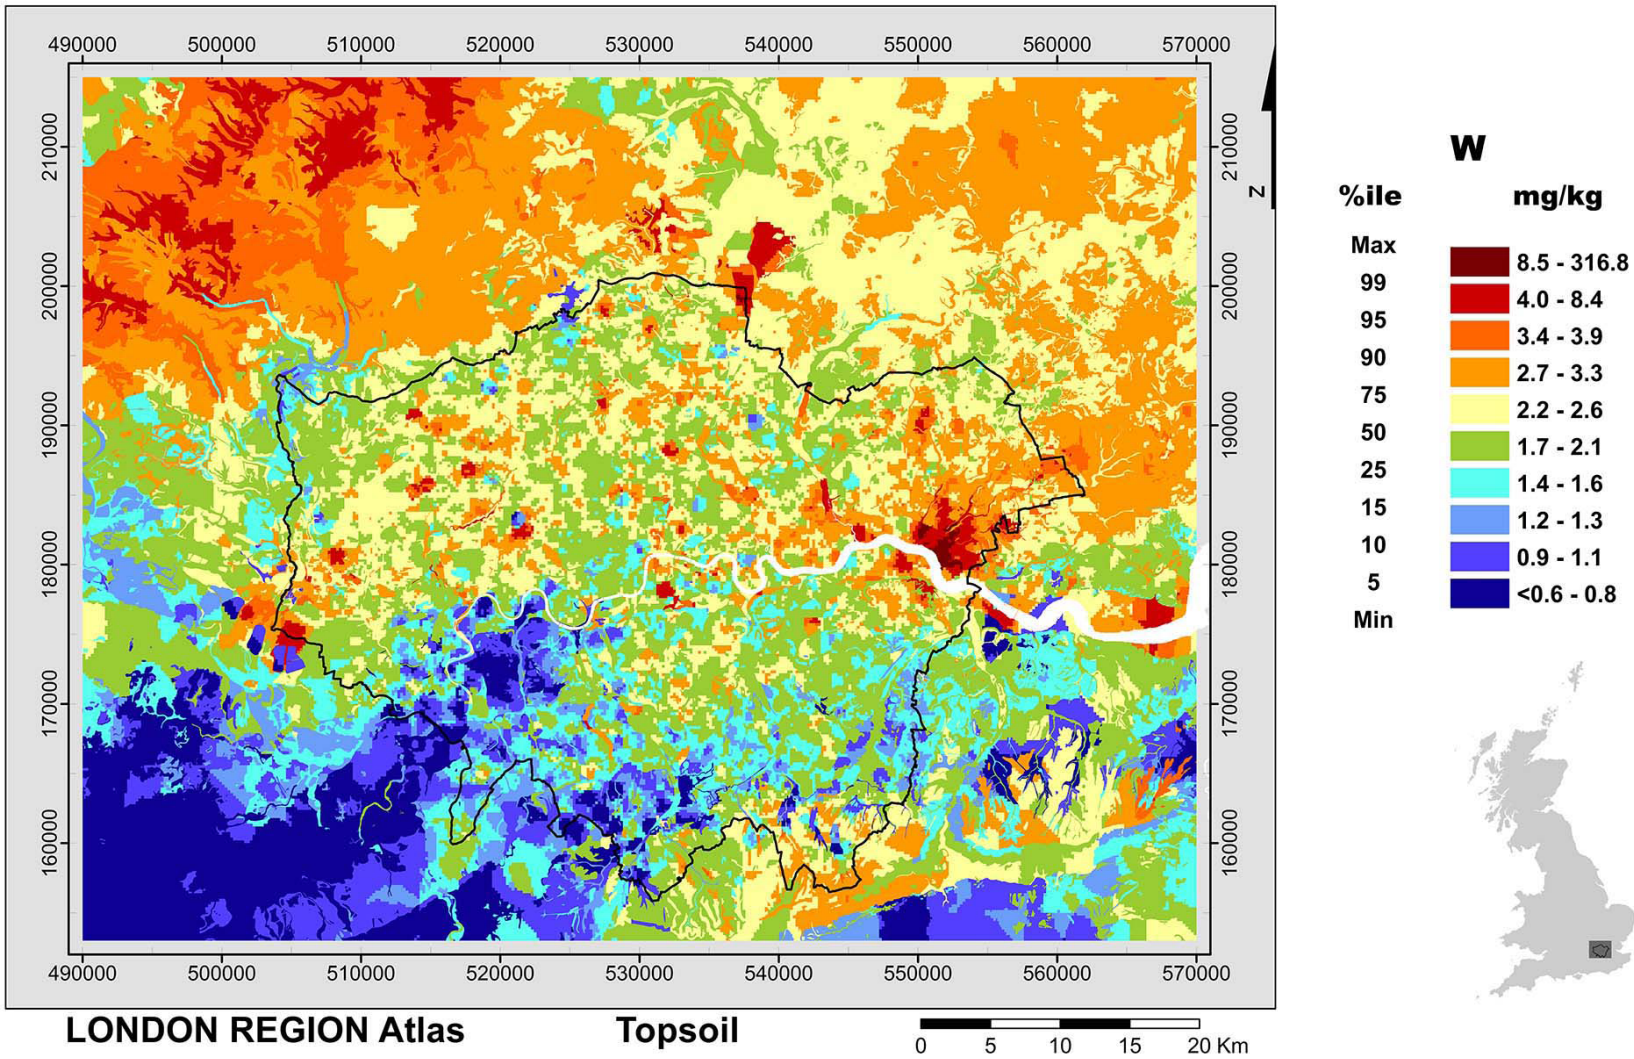 490000 500000 510000 520000 530000 540000 550000 560000 570000
210000
200000
190000
180000
170000
160000
210000
200000
190000
180000
170000
160000
490000 500000 510000 520000 530000 540000 550000 560000 570000
N
LONDON REGION Atlas Topsoil
0 5 10 15 20 Km
W
%ile mg/kg
Max
8.5 - 316.8
99
4.0 - 8.4
95
3.4 - 3.9
90
2.7 - 3.3
75
2.2 - 2.6
50
1.7 - 2.1
25
1.4 - 1.6
15
1.2 - 1.3
10
0.9 - 1.1
5
<0.6 - 0.8
Min